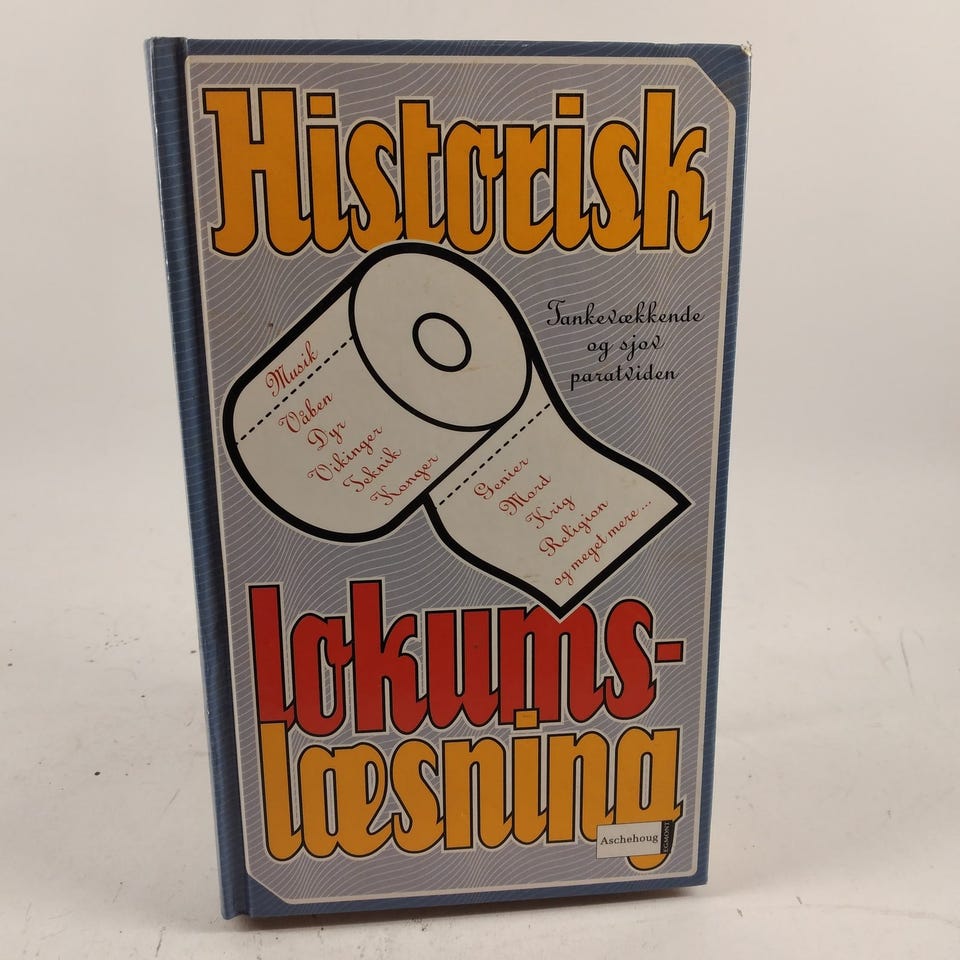 Historisk
Tankevækkende
og sjov
paratviden
Musik
Våben
Dyr
Vikinger
Teknik
Konger
Genier
Mord
Krig
Religion
og meget mere...
lokums-
læsning
Aschehoug
EGMONT